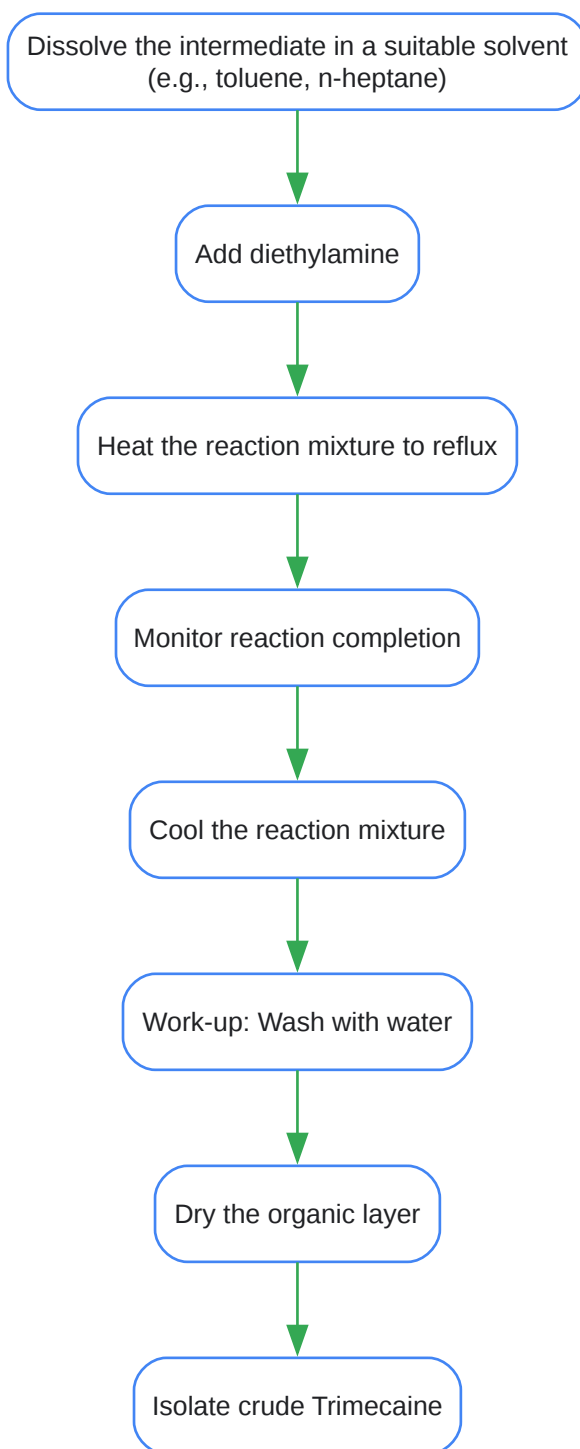 Dissolve the intermediate in a suitable solvent
(e.g., toluene, n-heptane)
Add diethylamine
Heat the reaction mixture to reflux
Monitor reaction completion
Cool the reaction mixture
Work-up: Wash with water
Dry the organic layer
Isolate crude Trimecaine